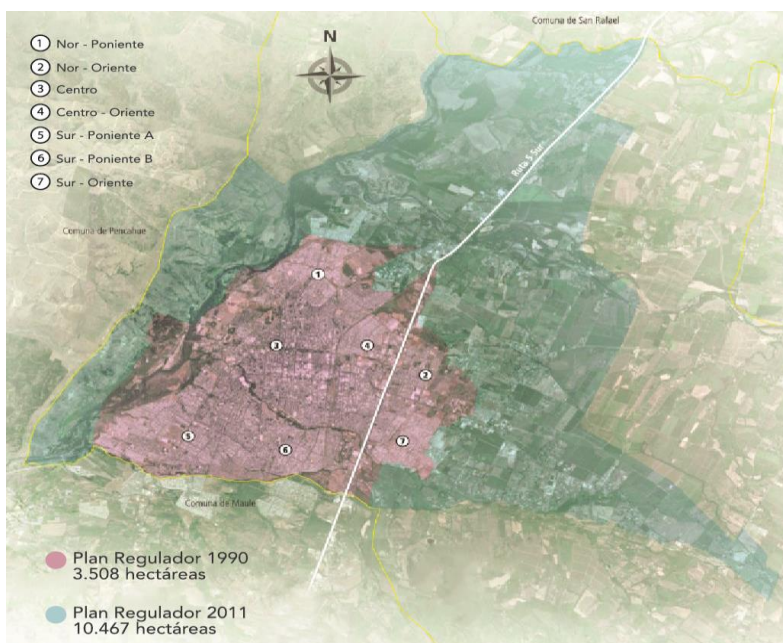 Comuna de San Rafael
N
1 Nor - Poniente
2 Nor - Oriente
3 Centro
4 Centro - Oriente
5 Sur - Poniente A
6 Sur - Poniente B
7 Sur - Oriente
Ruta 5 Sur
Comuna de Pencahue
1
3
4
2
5
6
7
Comuna de Maule
Plan Regulador 1990
3.508 hectáreas
Plan Regulador 2011
10.467 hectáreas